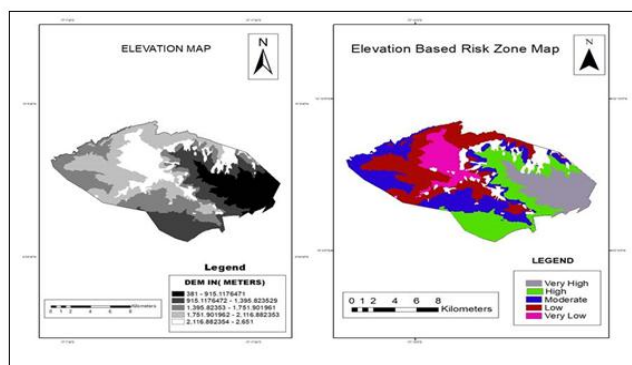 ELEVATION MAP
N
Legend
DEM IN( METERS)
381 - 915.1176471
915.1176472 - 1,395.823529
1,395.82353 - 1,751.901961
1,751.901962 - 2,116.882353
2,116.882354 - 2,651
0 1 2 4 6 8
Kilometers
Elevation Based Risk Zone Map
N
LEGEND
Very High
High
Moderate
Low
Very Low
0 1 2 4 6 8
Kilometers